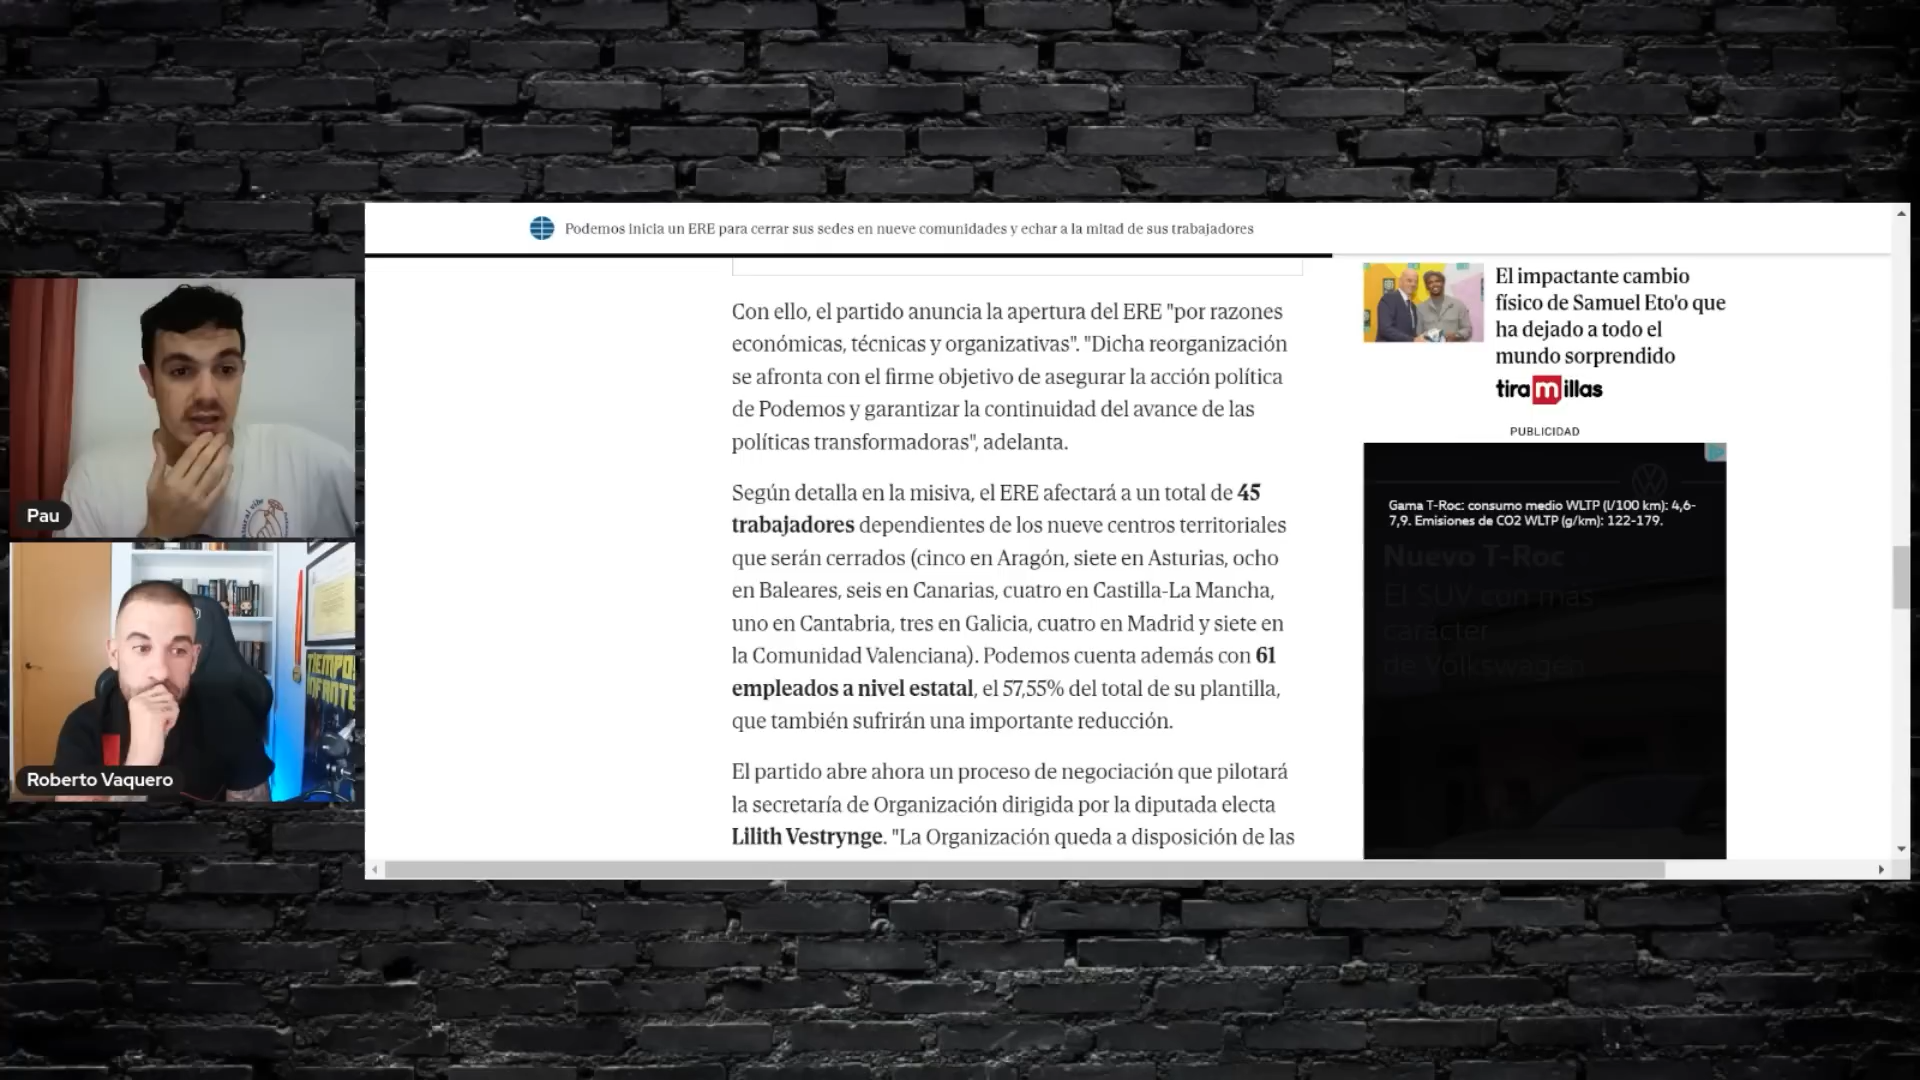 Podemos inicia un ERE para cerrar sus sedes en nueve comunidades y echar a la mitad de sus trabajadores
Con ello, el partido anuncia la apertura del ERE "por razones
económicas, técnicas y organizativas". "Dicha reorganización
se afronta con el firme objetivo de asegurar la acción política
de Podemos y garantizar la continuidad del avance de las
políticas transformadoras", adelanta.
Según detalla en la misiva, el ERE afectará a un total de 45
trabajadores dependientes de los nueve centros territoriales
que serán cerrados (cinco en Aragón, siete en Asturias, ocho
en Baleares, seis en Canarias, cuatro en Castilla-La Mancha,
uno en Cantabria, tres en Galicia, cuatro en Madrid y siete en
la Comunidad Valenciana). Podemos cuenta además con 61
empleados a nivel estatal, el 57,55% del total de su plantilla,
que también sufrirán una importante reducción.
El partido abre ahora un proceso de negociación que pilotará
la secretaría de Organización dirigida por la diputada electa
Lilith Vestrynge. "La Organización queda a disposición de las
El impactante cambio
físico de Samuel Eto'o que
ha dejado a todo el
mundo sorprendido
tiramillas
PUBLICIDAD
Gama T-Roc: consumo medio WLTP (l/100 km): 4,6-
7,9. Emisiones de CO2 WLTP (g/km): 122-179.
Nuevo T-Roc
El SUV con más
carácter
de Volkswagen
Pau
TIEMPO
INFANTE
Roberto Vaquero